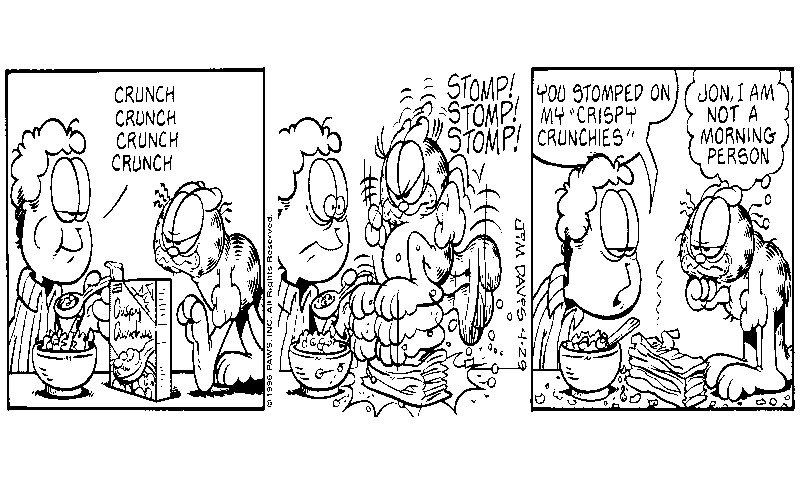 CRUNCH
CRUNCH
CRUNCH
CRUNCH
Crispy
Crunchies
© 1996 PAWS, INC. All Rights Reserved.
STOMP!
STOMP!
STOMP!
JIM DAVIS 4-29
YOU STOMPED ON
MY "CRISPY
CRUNCHIES"
JON, I AM
NOT A
MORNING
PERSON